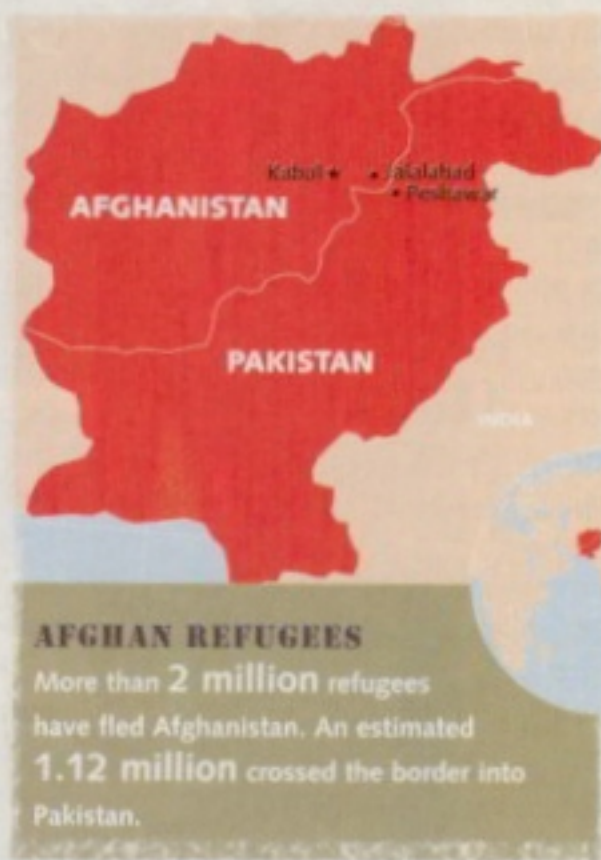 Kabul
Jalalabad
Peshawar
AFGHANISTAN
PAKISTAN
INDIA
AFGHAN REFUGEES
More than 2 million refugees
have fled Afghanistan. An estimated
1.12 million crossed the border into
Pakistan.